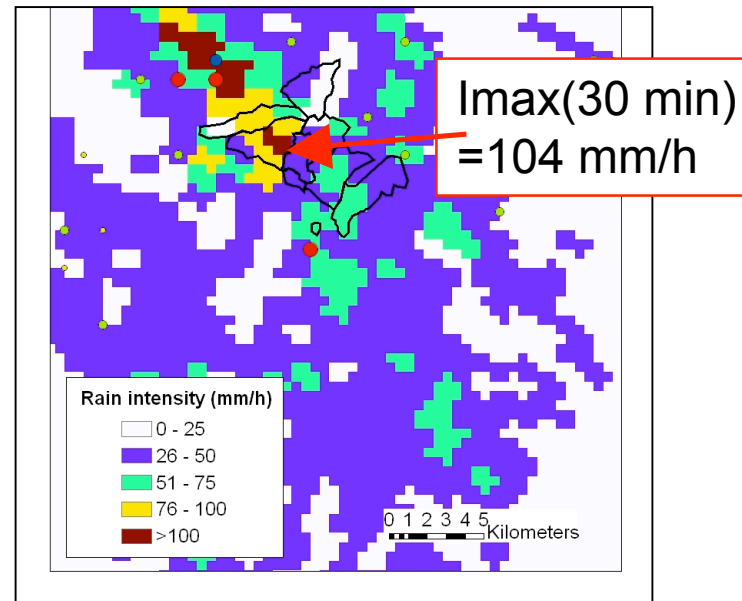 Imax(30 min)
=104 mm/h
Rain intensity (mm/h)
0 - 25
26 - 50
51 - 75
76 - 100
>100
0 1 2 3 4 5
Kilometers